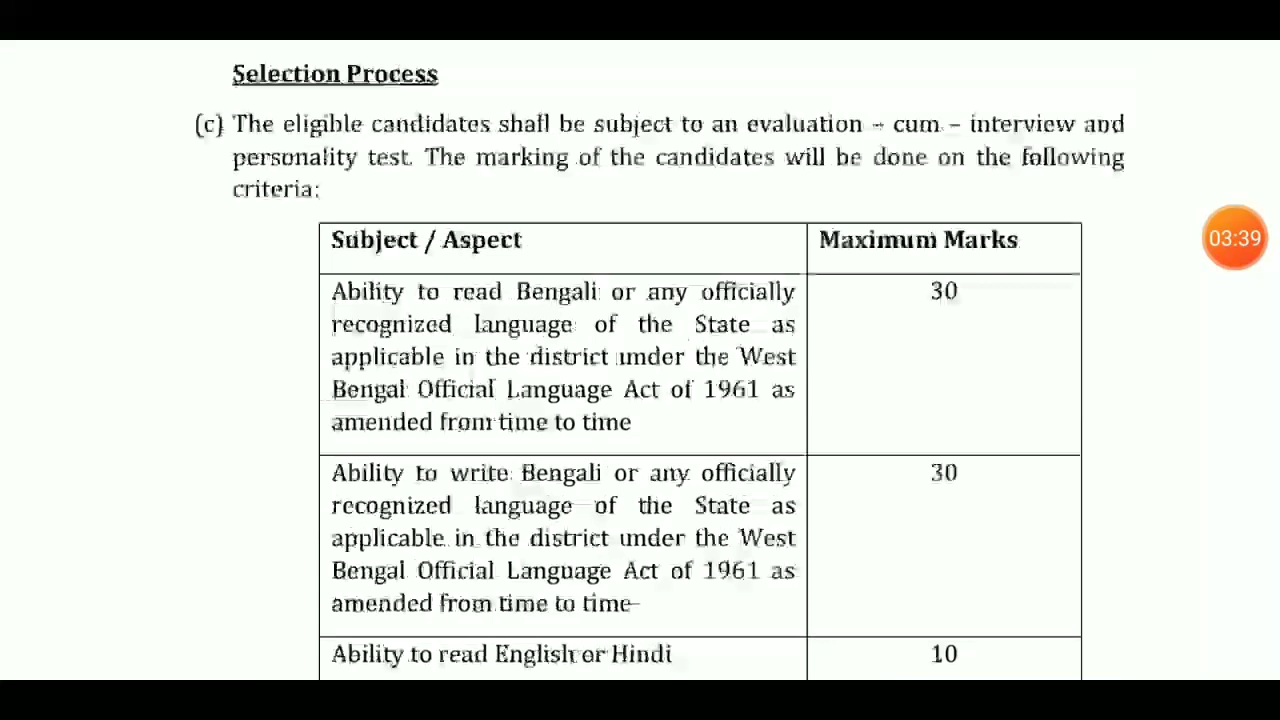 Selection Process
(c) The eligible candidates shall be subject to an evaluation – cum – interview and
personality test. The marking of the candidates will be done on the following
criteria:
Subject / Aspect
Maximum Marks
Ability to read Bengali or any officially
recognized language of the State as
applicable in the district under the West
Bengal Official Language Act of 1961 as
amended from time to time
30
Ability to write Bengali or any officially
recognized language of the State as
applicable in the district under the West
Bengal Official Language Act of 1961 as
amended from time to time
30
Ability to read English or Hindi
10
03:39